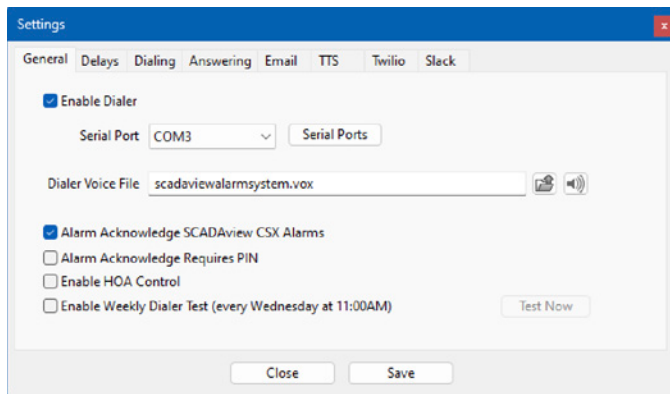 Settings
x
General Delays Dialing Answering Email TTS Twilio Slack
Enable Dialer
Serial Port COM3 Serial Ports
Dialer Voice File scadaviewalarmsystem.vox
Alarm Acknowledge SCADAview CSX Alarms
Alarm Acknowledge Requires PIN
Enable HOA Control
Enable Weekly Dialer Test (every Wednesday at 11:00AM) Test Now
Close Save